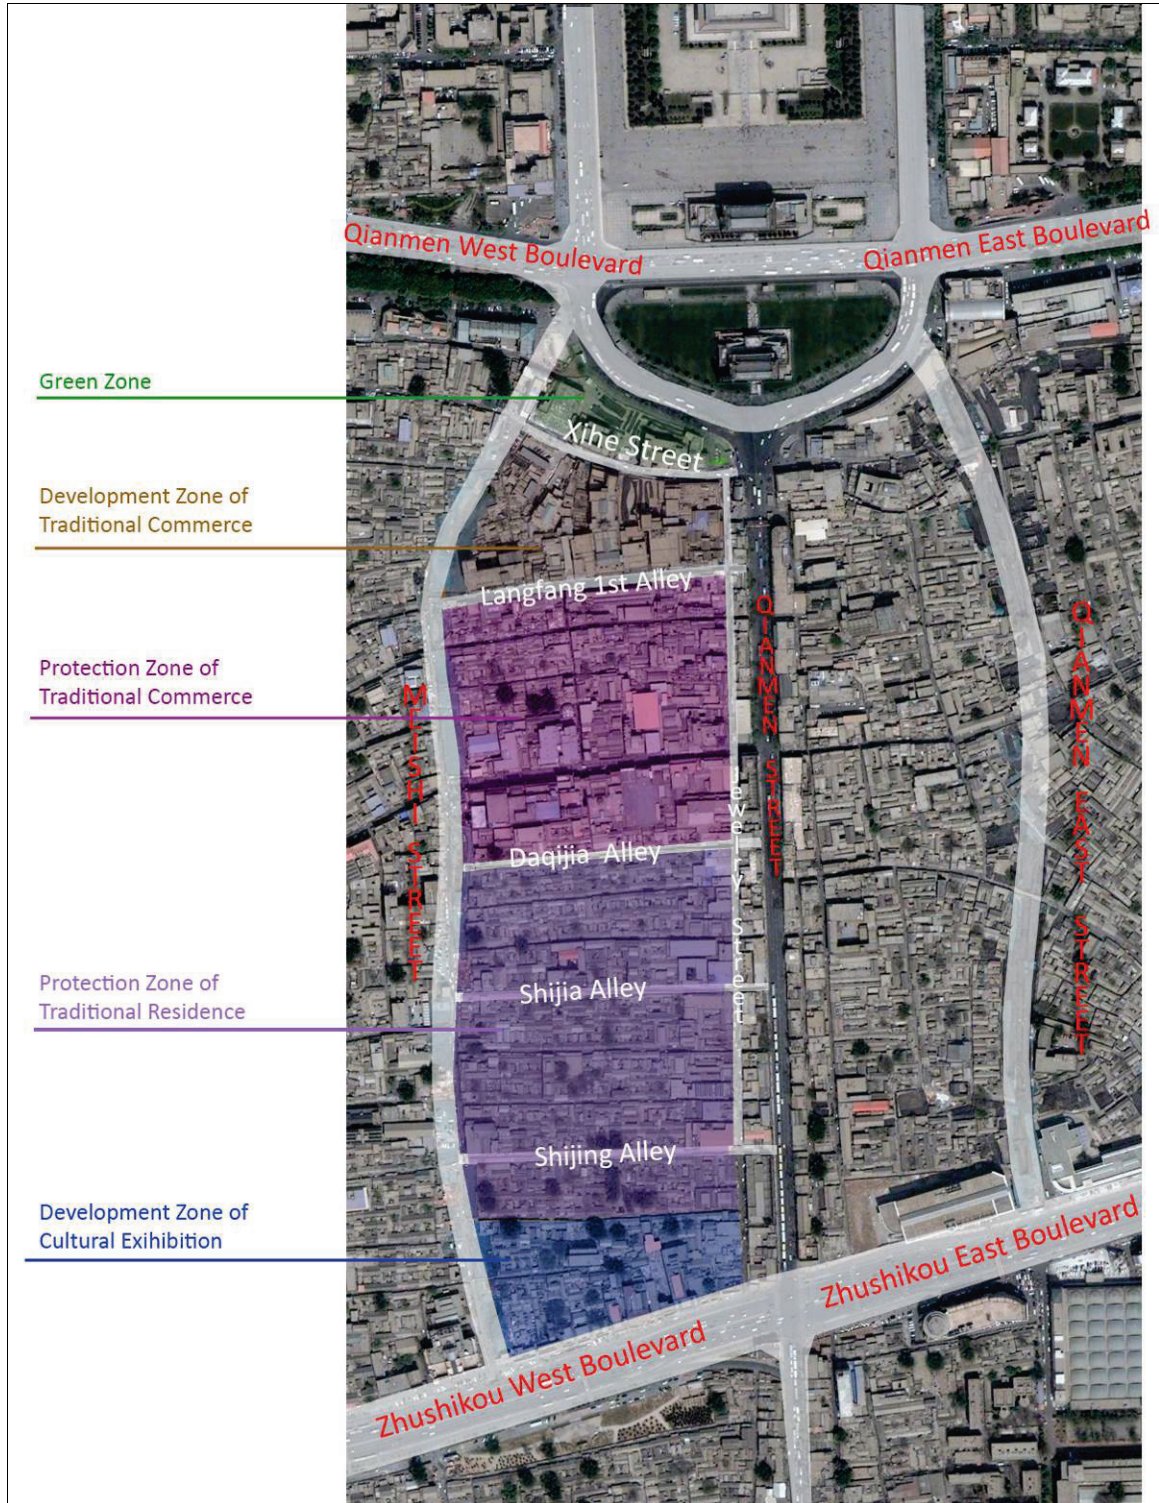 Qianmen West Boulevard
Qianmen East Boulevard
Green Zone
Xihe Street
Development Zone of
Traditional Commerce
Langfang 1st Alley
Protection Zone of
Traditional Commerce
MEISHI STREET
QIANMEN STREET
QIANMEN EAST STREET
Jewelry Street
Daqijia Alley
Protection Zone of
Traditional Residence
Shijia Alley
Shijing Alley
Development Zone of
Cultural Exihibition
Zhushikou East Boulevard
Zhushikou West Boulevard